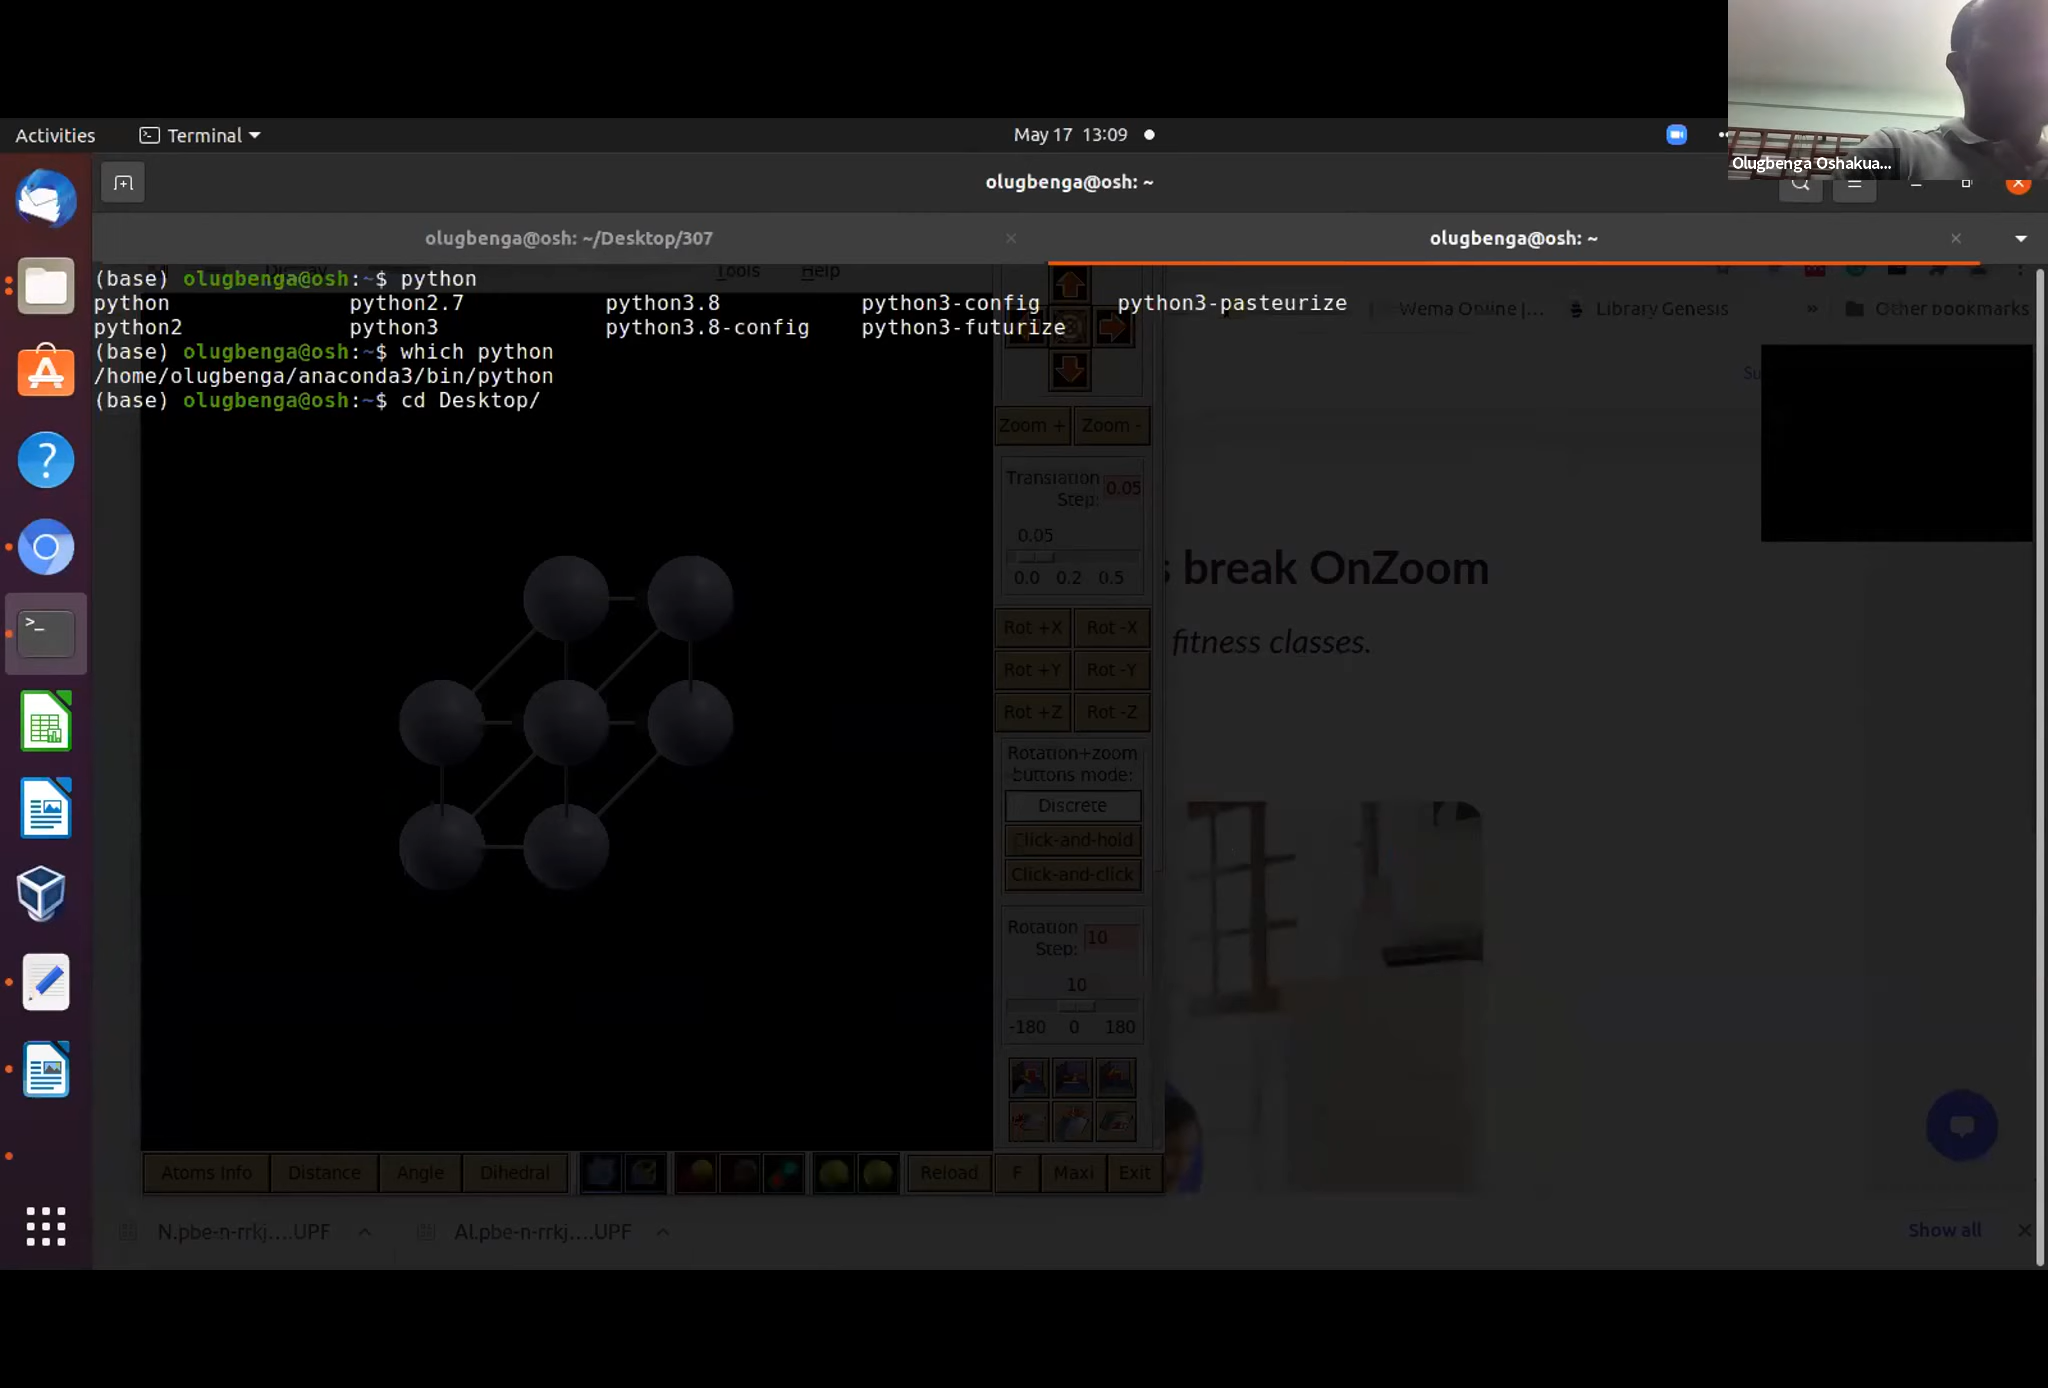 Olugbenga Oshakua...
Activities
Terminal
May 17 13:09
olugbenga@osh: ~
olugbenga@osh: ~/Desktop/307
olugbenga@osh: ~
(base) olugbenga@osh:~$ python
python python2.7 python3.8 python3-config python3-pasteurize
python2 python3 python3.8-config python3-futurize
(base) olugbenga@osh:~$ which python
/home/olugbenga/anaconda3/bin/python
(base) olugbenga@osh:~$ cd Desktop/
Tools Help
Wema Online |... Library Genesis » Other bookmarks
Su
Zoom + Zoom -
Translation
Step: 0.05
0.05
0.0 0.2 0.5
break OnZoom
fitness classes.
Rot +X Rot -X
Rot +Y Rot -Y
Rot +Z Rot -Z
Rotation+zoom
buttons mode:
Discrete
Click-and-hold
Click-and-click
Rotation
Step: 10
10
-180 0 180
Atoms Info Distance Angle Dihedral Reload F Maxi Exit
N.pbe-n-rrkj....UPF Al.pbe-n-rrkj....UPF Show all